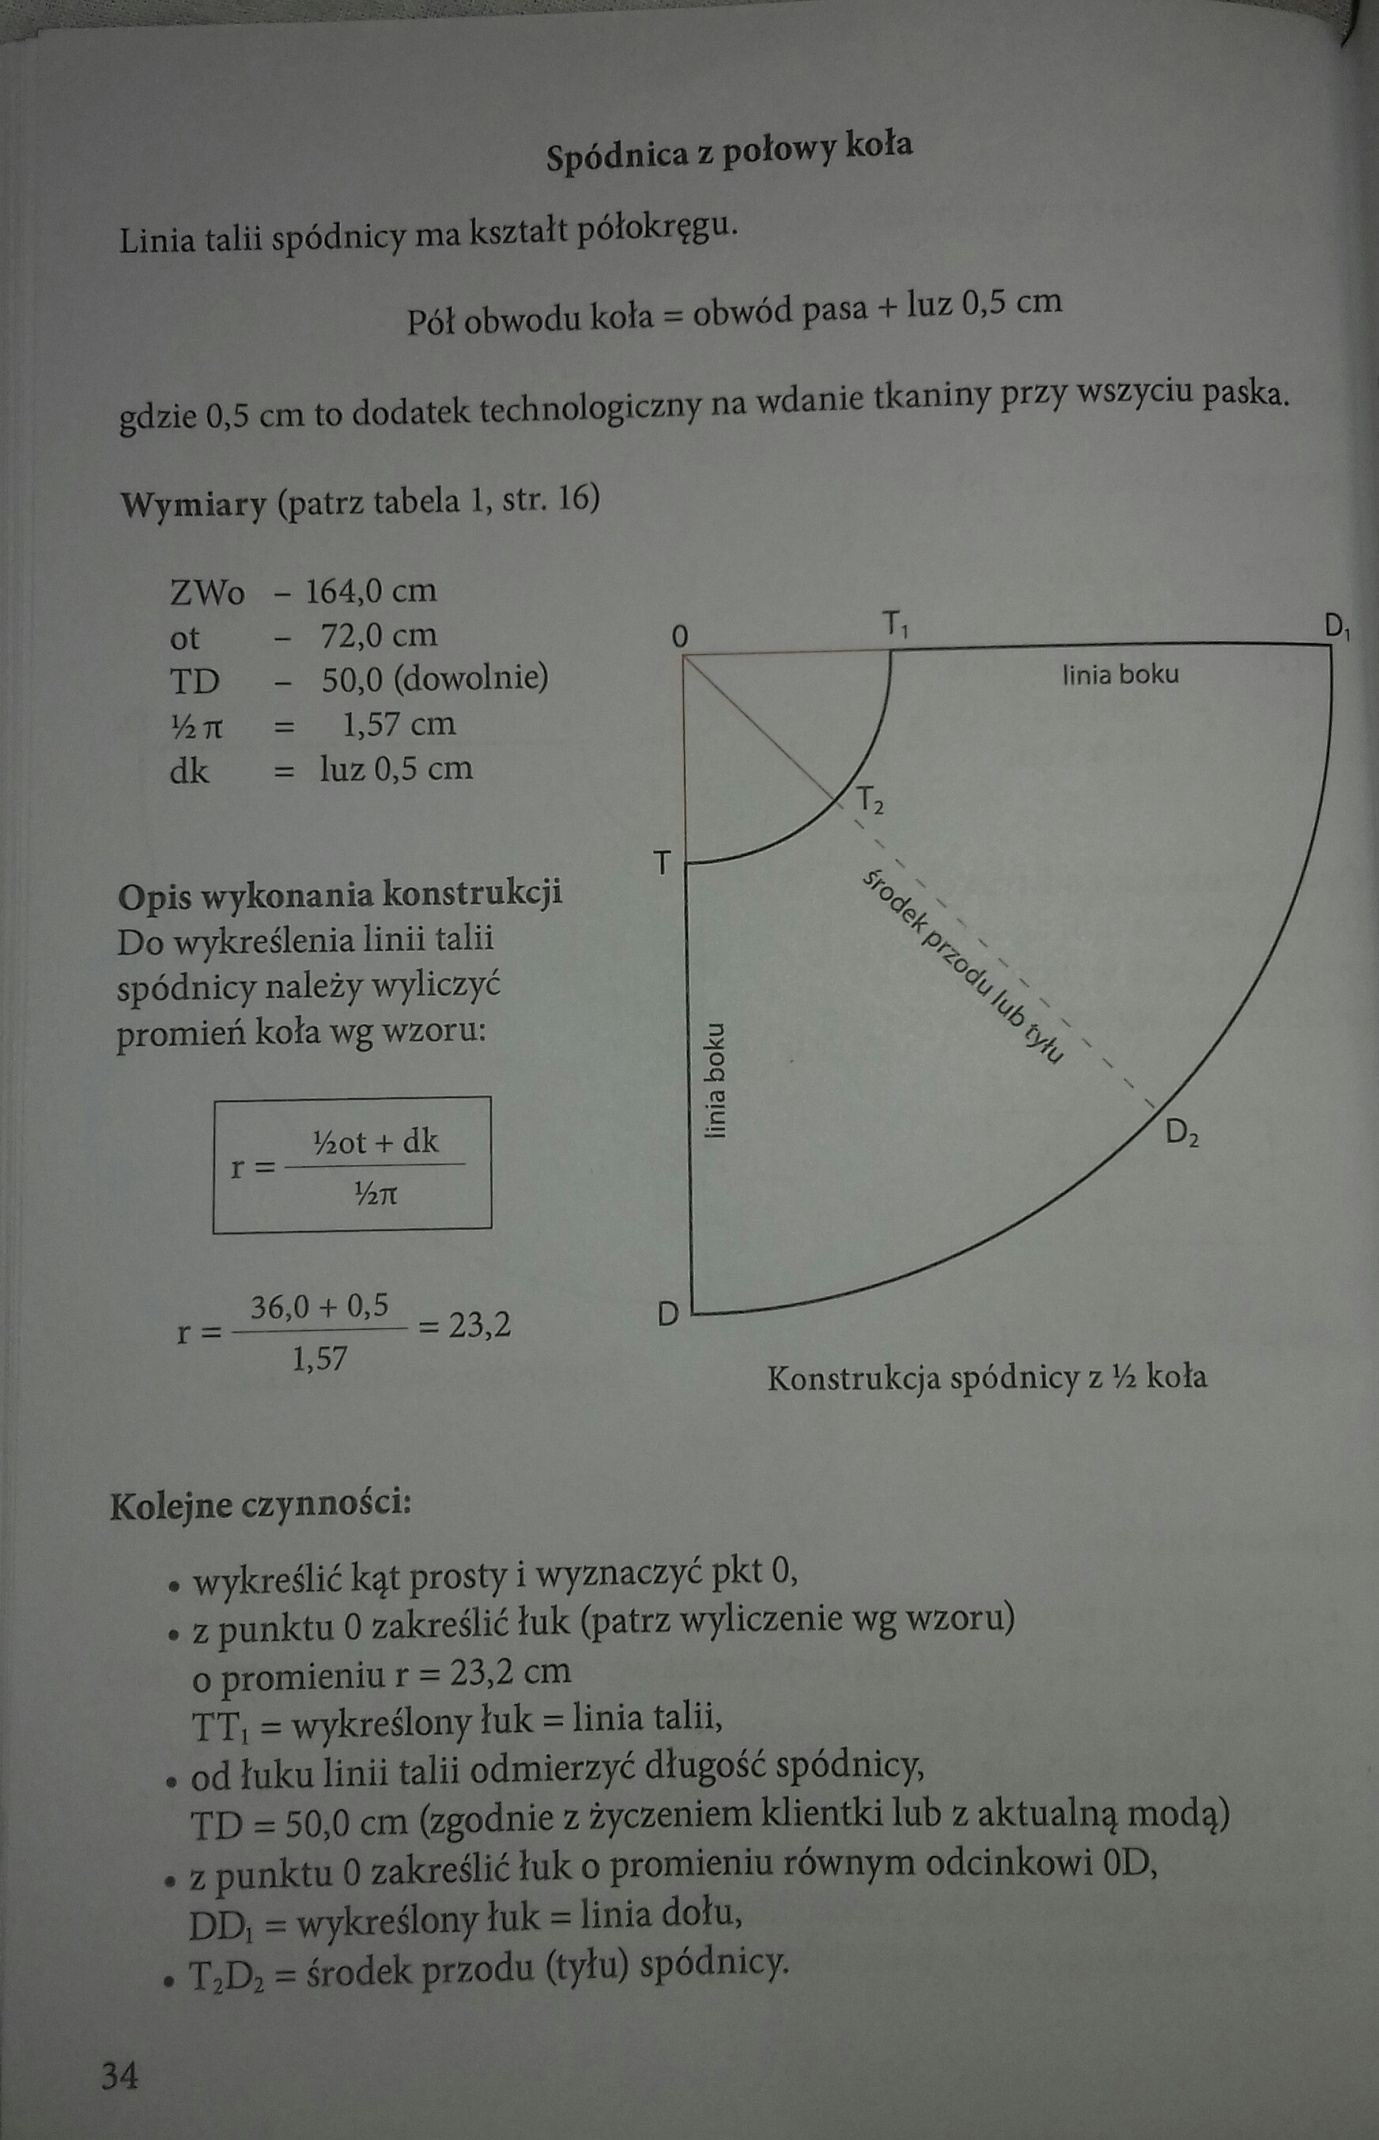 Spódnica z połowy koła
Linia talii spódnicy ma kształt półokręgu.
Pół obwodu koła = obwód pasa + luz 0,5 cm
gdzie 0,5 cm to dodatek technologiczny na wdanie tkaniny przy wszyciu paska.
Wymiary (patrz tabela 1, str. 16)
ZWo – 164,0 cm
ot – 72,0 cm
TD – 50,0 (dowolnie)
½ π = 1,57 cm
dk = luz 0,5 cm
Opis wykonania konstrukcji
Do wykreślenia linii talii
spódnicy należy wyliczyć
promień koła wg wzoru:
r = ½ot + dk
½π
r = 36,0 + 0,5 = 23,2
1,57
0
T₁
D₁
linia boku
T₂
T
środek przodu lub tyłu
linia boku
D₂
D
Konstrukcja spódnicy z ½ koła
Kolejne czynności:
• wykreślić kąt prosty i wyznaczyć pkt 0,
• z punktu 0 zakreślić łuk (patrz wyliczenie wg wzoru)
o promieniu r = 23,2 cm
TT₁ = wykreślony łuk = linia talii,
• od łuku linii talii odmierzyć długość spódnicy,
TD = 50,0 cm (zgodnie z życzeniem klientki lub z aktualną modą)
• z punktu 0 zakreślić łuk o promieniu równym odcinkowi 0D,
DD₁ = wykreślony łuk = linia dołu,
• T₂D₂ = środek przodu (tyłu) spódnicy.
34